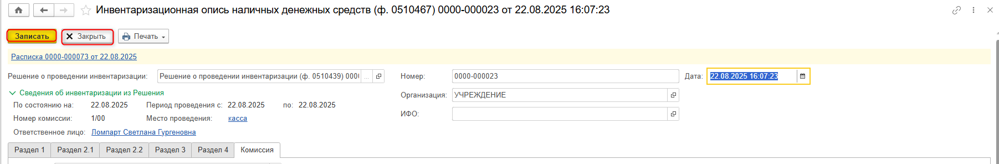 Инвентаризационная опись наличных денежных средств (ф. 0510467) 0000-000023 от 22.08.2025 16:07:23
Записать Закрыть Печать
Расписка 0000-000073 от 22.08.2025
Решение о проведении инвентаризации: Решение о проведении инвентаризации (ф. 0510439) 000 ... Номер: 0000-000023 Дата: 22.08.2025 16:07:23
Сведения об инвентаризации из Решения Организация: УЧРЕЖДЕНИЕ
По состоянию на: 22.08.2025 Период проведения с: 22.08.2025 по: 22.08.2025
ИФО:
Номер комиссии: 1/00 Место проведения: касса
Ответственное лицо: Ломпарт Светлана Гургеновна
Раздел 1 Раздел 2.1 Раздел 2.2 Раздел 3 Раздел 4 Комиссия